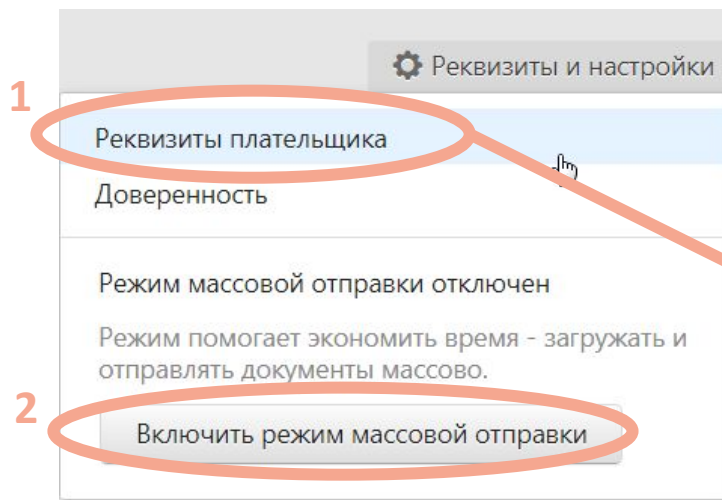 Реквизиты и настройки
1
Реквизиты плательщика
Доверенность
Режим массовой отправки отключен
Режим помогает экономить время - загружать и
отправлять документы массово.
2
Включить режим массовой отправки